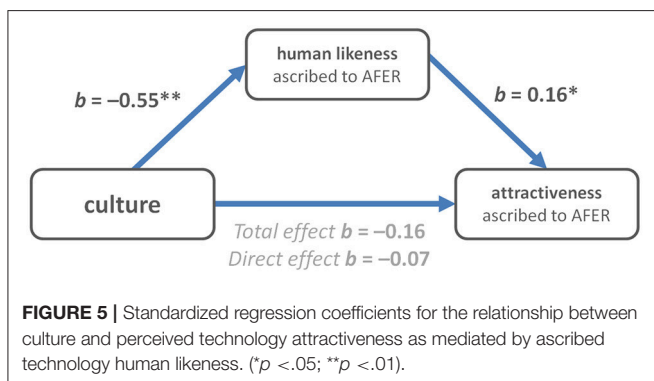 human likeness
ascribed to AFER
b = –0.55**
b = 0.16*
culture
attractiveness
ascribed to AFER
Total effect b = –0.16
Direct effect b = –0.07
FIGURE 5 | Standardized regression coefficients for the relationship between
culture and perceived technology attractiveness as mediated by ascribed
technology human likeness. (*p <.05; **p <.01).